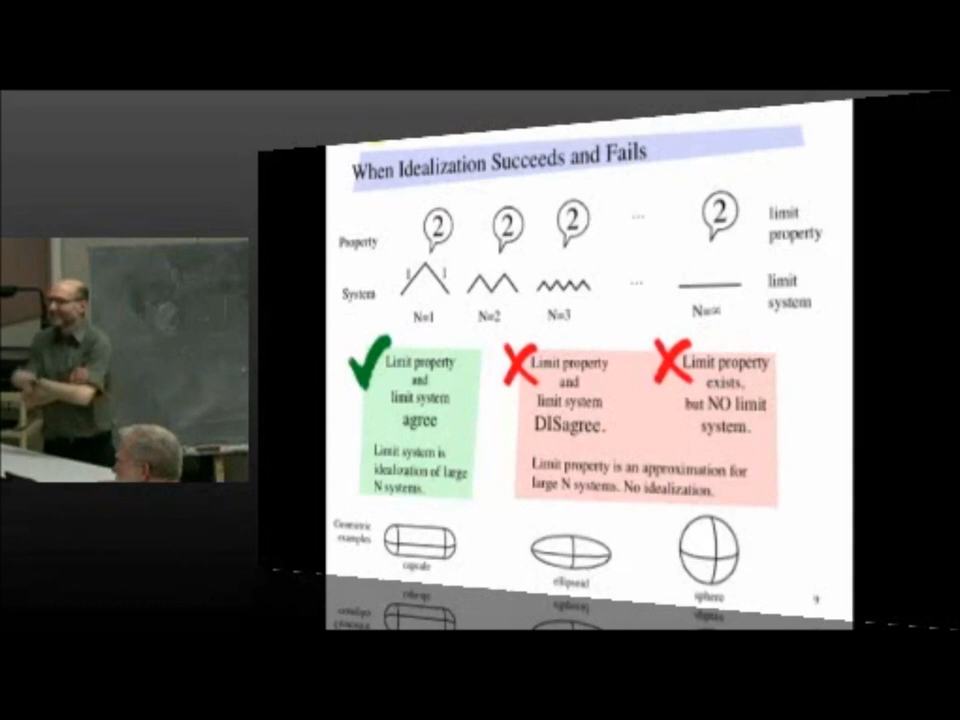 When Idealization Succeeds and Fails
2 2 2 ... 2 limit
Property property
1 1
System ... limit
system
N=1 N=2 N=3 N=∞
Limit property
and
limit system
agree
Limit system is
idealization of large
N systems.
Limit property
and
limit system
DISagree.
Limit property
exists,
but NO limit
system.
Limit property is an approximation for
large N systems. No idealization.
Geometric
examples
capsule
ellipsoid
sphere
9